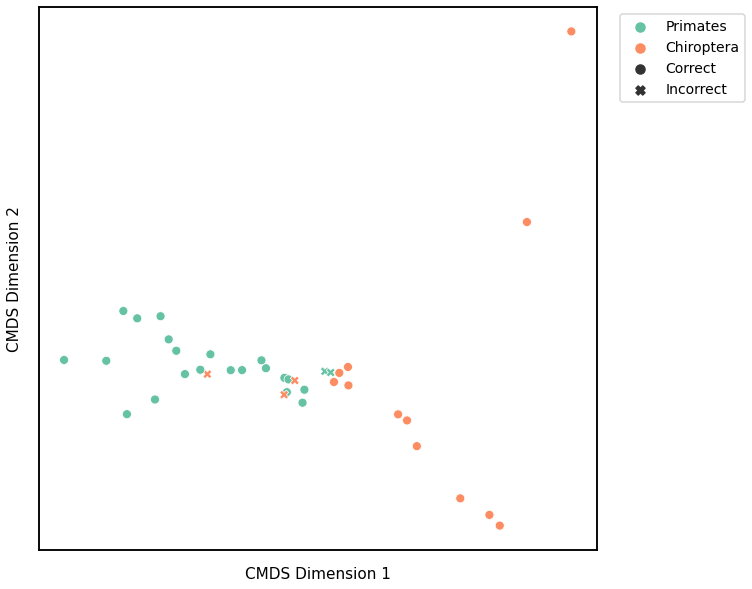 Primates
Chiroptera
Correct
Incorrect
CMDS Dimension 2
CMDS Dimension 1